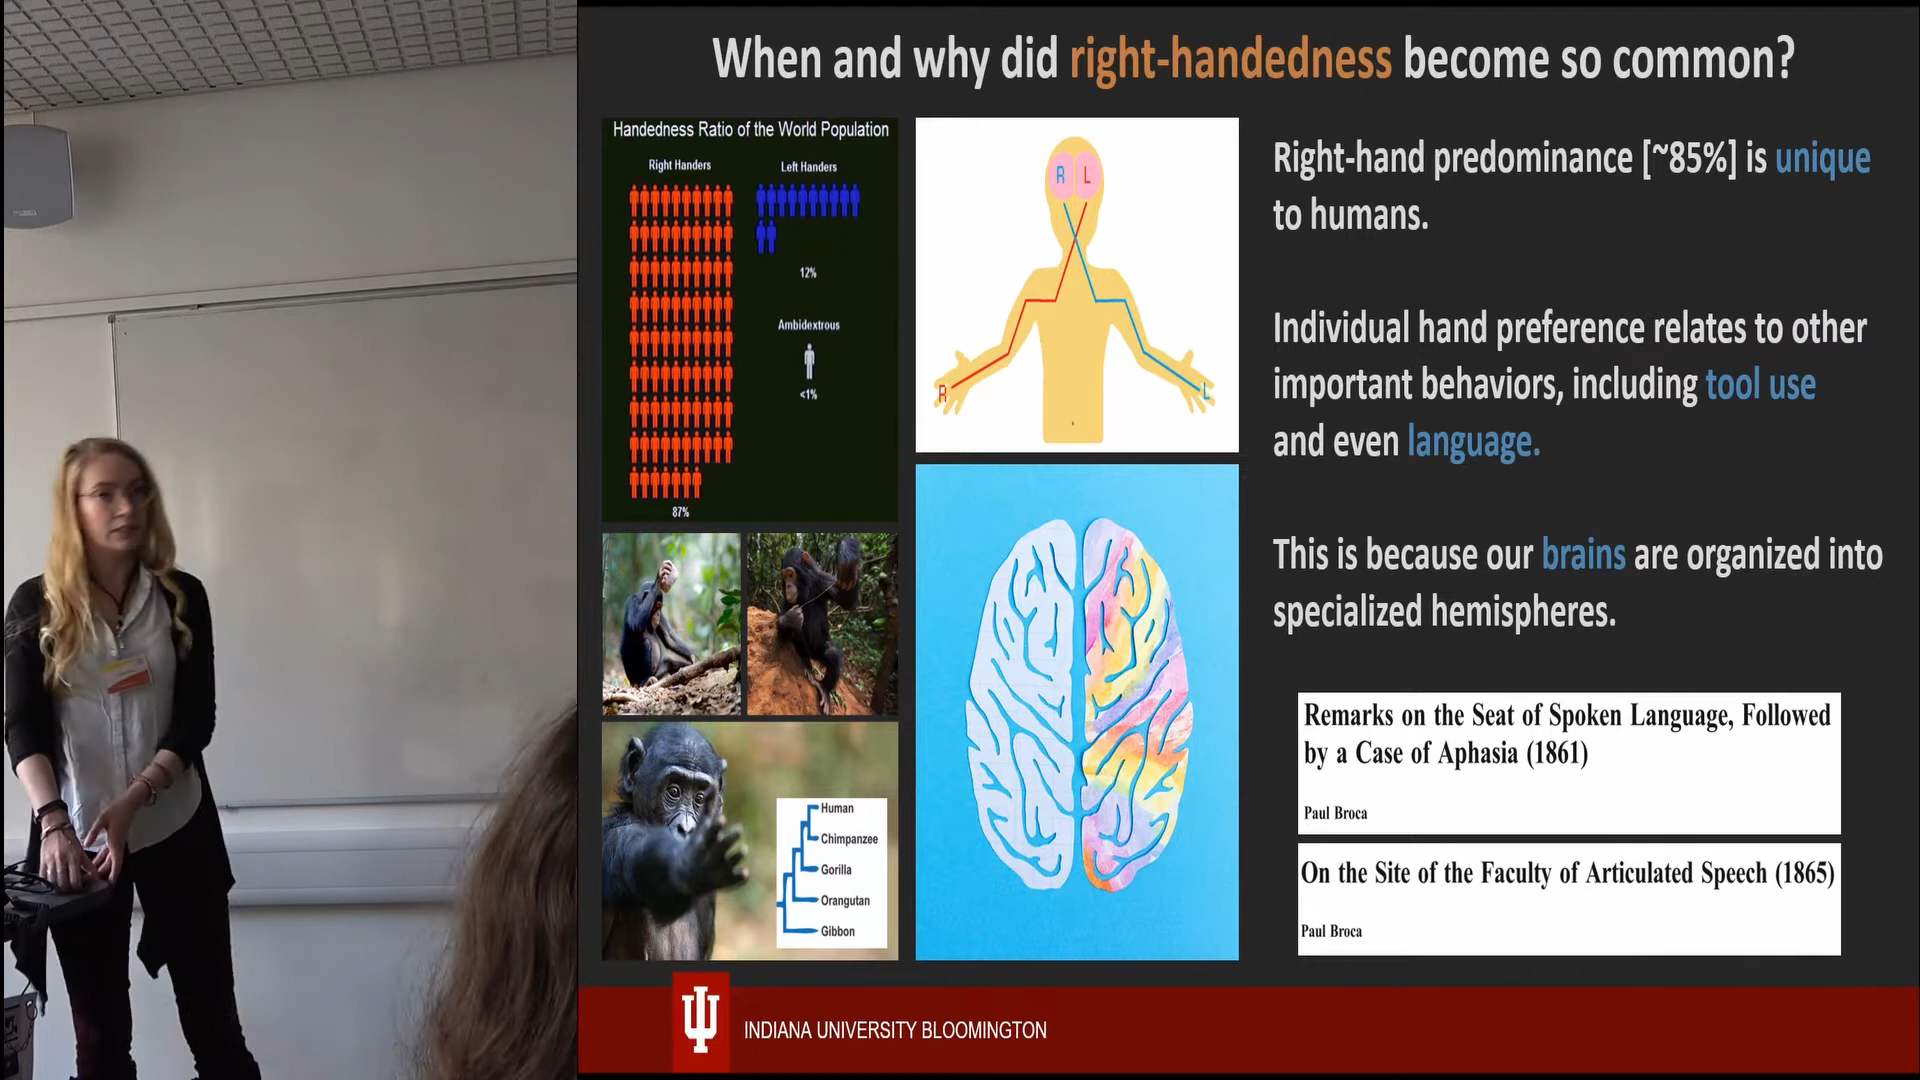 When and why did right-handedness become so common?
Handedness Ratio of the World Population
Right Handers
Left Handers
12%
Ambidextrous
<1%
87%
R
L
R
L
Right-hand predominance [~85%] is unique
to humans.
Individual hand preference relates to other
important behaviors, including tool use
and even language.
This is because our brains are organized into
specialized hemispheres.
Human
Chimpanzee
Gorilla
Orangutan
Gibbon
Remarks on the Seat of Spoken Language, Followed
by a Case of Aphasia (1861)
Paul Broca
On the Site of the Faculty of Articulated Speech (1865)
Paul Broca
INDIANA UNIVERSITY BLOOMINGTON